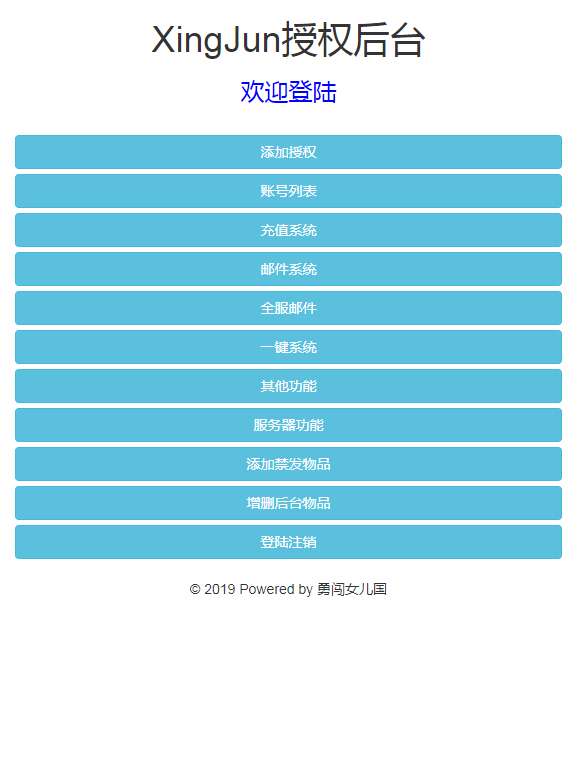 XingJun授权后台
欢迎登陆
添加授权
账号列表
充值系统
邮件系统
全服邮件
一键系统
其他功能
服务器功能
添加禁发物品
增删后台物品
登陆注销
© 2019 Powered by 勇闯女儿国